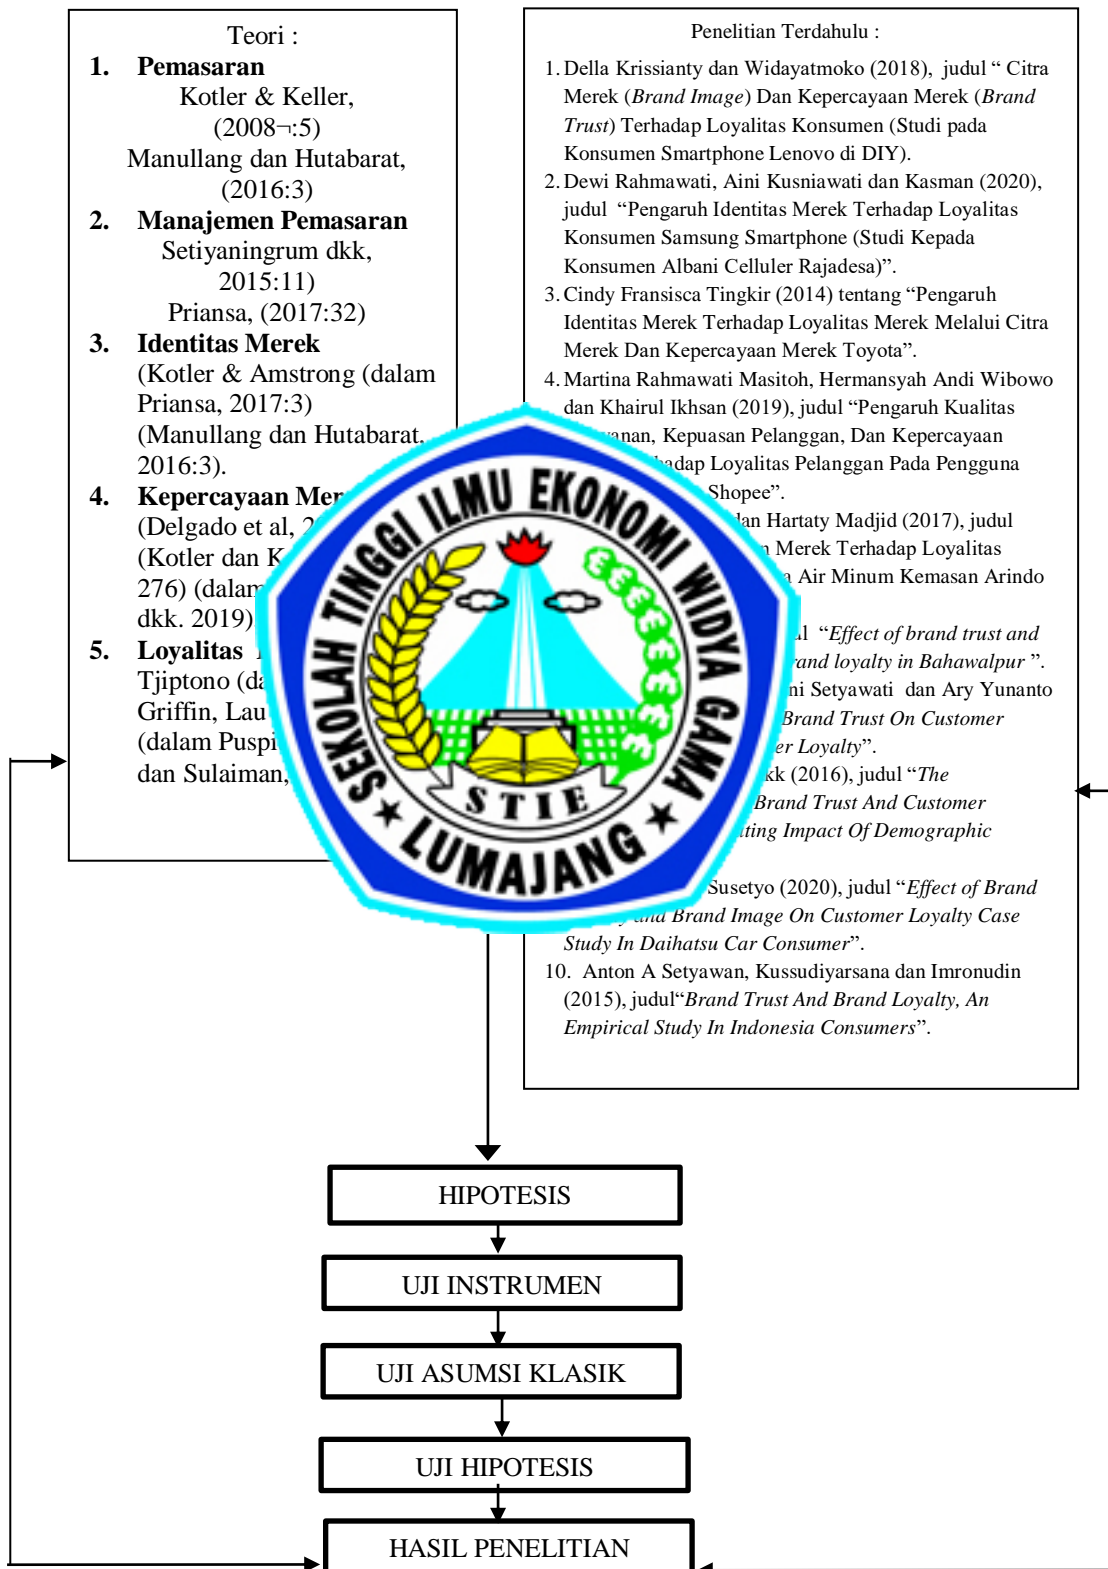 Teori :
1. Pemasaran
Kotler & Keller,
(2008¬:5)
Manullang dan Hutabarat,
(2016:3)
2. Manajemen Pemasaran
Setiyaningrum dkk,
2015:11)
Priansa, (2017:32)
3. Identitas Merek
(Kotler & Amstrong (dalam
Priansa, 2017:3)
(Manullang dan Hutabarat,
2016:3).
4. Kepercayaan
(Delgado et al,
(Kotler dan
276) (dalam
dkk. 2019)
5. Loyalitas
Tjiptono
Griffin, Lau
(dalam
dan Sulaiman,
Penelitian Terdahulu :
1. Della Krissianty dan Widayatmoko (2018), judul “ Citra
Merek (Brand Image) Dan Kepercayaan Merek (Brand
Trust) Terhadap Loyalitas Konsumen (Studi pada
Konsumen Smartphone Lenovo di DIY).
2. Dewi Rahmawati, Aini Kusniawati dan Kasman (2020),
judul “Pengaruh Identitas Merek Terhadap Loyalitas
Konsumen Samsung Smartphone (Studi Kepada
Konsumen Albani Celluler Rajadesa)”.
3. Cindy Fransisca Tingkir (2014) tentang “Pengaruh
Identitas Merek Terhadap Loyalitas Merek Melalui Citra
Merek Dan Kepercayaan Merek Toyota”.
4. Martina Rahmawati Masitoh, Hermansyah Andi Wibowo
dan Khairul Ikhsan (2019), judul “Pengaruh Kualitas
Kepuasan Pelanggan, Dan Kepercayaan
Loyalitas Pelanggan Pada Pengguna
Shopee”.
dan Hartaty Madjid (2017), judul
Merek Terhadap Loyalitas
Air Minum Kemasan Arindo
“Effect of brand trust and
brand loyalty in Bahawalpur ”.
Setyawati dan Ary Yunanto
Brand Trust On Customer
Loyalty”.
(2016), judul “The
Brand Trust And Customer
Impact Of Demographic
Susetyo (2020), judul “Effect of Brand
and Brand Image On Customer Loyalty Case
Study In Daihatsu Car Consumer”.
10. Anton A Setyawan, Kussudiyarsana dan Imronudin
(2015), judul“Brand Trust And Brand Loyalty, An
Empirical Study In Indonesia Consumers”.
SEKOLAH TINGGI ILMU EKONOMI WIDYA GAMA
STIE
LUMAJANG
HIPOTESIS
UJI INSTRUMEN
UJI ASUMSI KLASIK
UJI HIPOTESIS
HASIL PENELITIAN